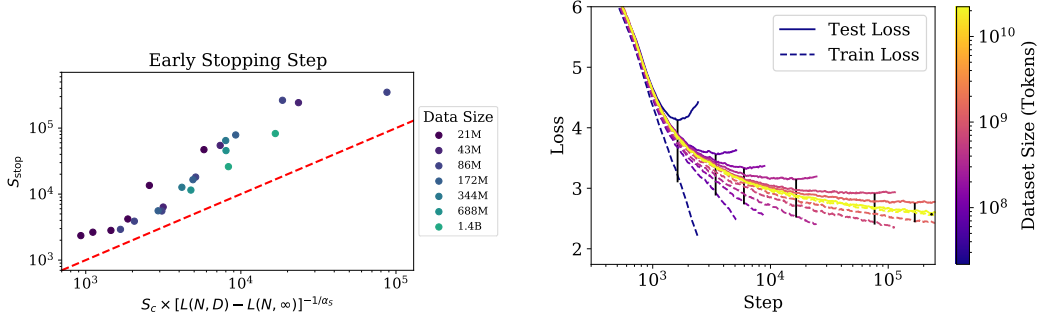 Early Stopping Step
S_stop
10^5
10^4
10^3
10^3
10^4
10^5
S_c × [L(N, D) − L(N, ∞)]^{−1/α_S}
Data Size
21M
43M
86M
172M
344M
688M
1.4B
Loss
6
5
4
3
2
10^3
10^4
10^5
Step
Test Loss
Train Loss
10^10
10^9
10^8
Dataset Size (Tokens)